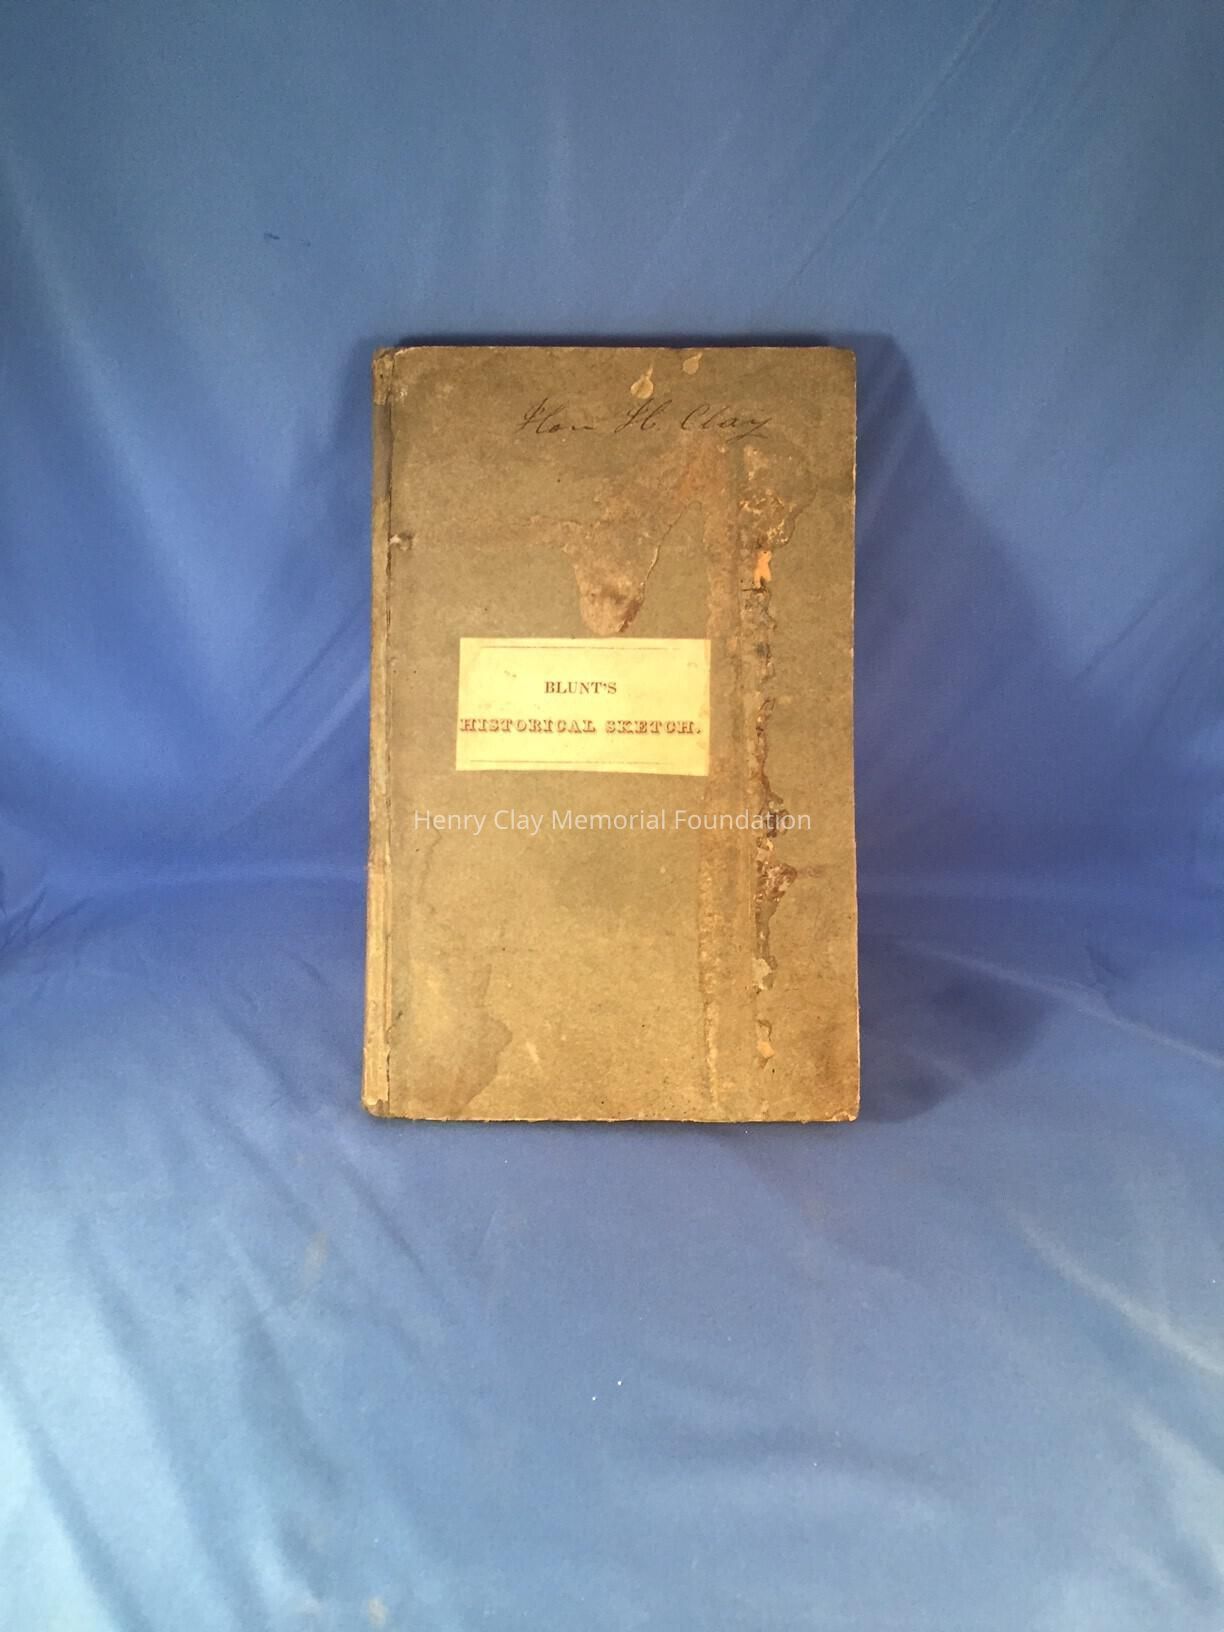 Hon H. Clay
BLUNT'S
HISTORICAL SKETCH.
Henry Clay Memorial Foundation